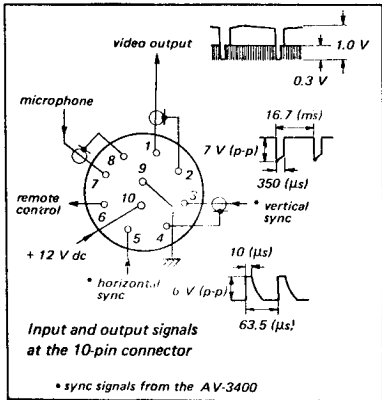 video output
1.0 V
0.3 V
microphone
16.7 (ms)
7 V (p-p)
350 (μs)
8
1
2
9
7
3
10
6
4
5
remote
control
• vertical
sync
+ 12 V dc
• horizontal
sync
10 (μs)
6 V (p-p)
63.5 (μs)
Input and output signals
at the 10-pin connector
• sync signals from the AV-3400